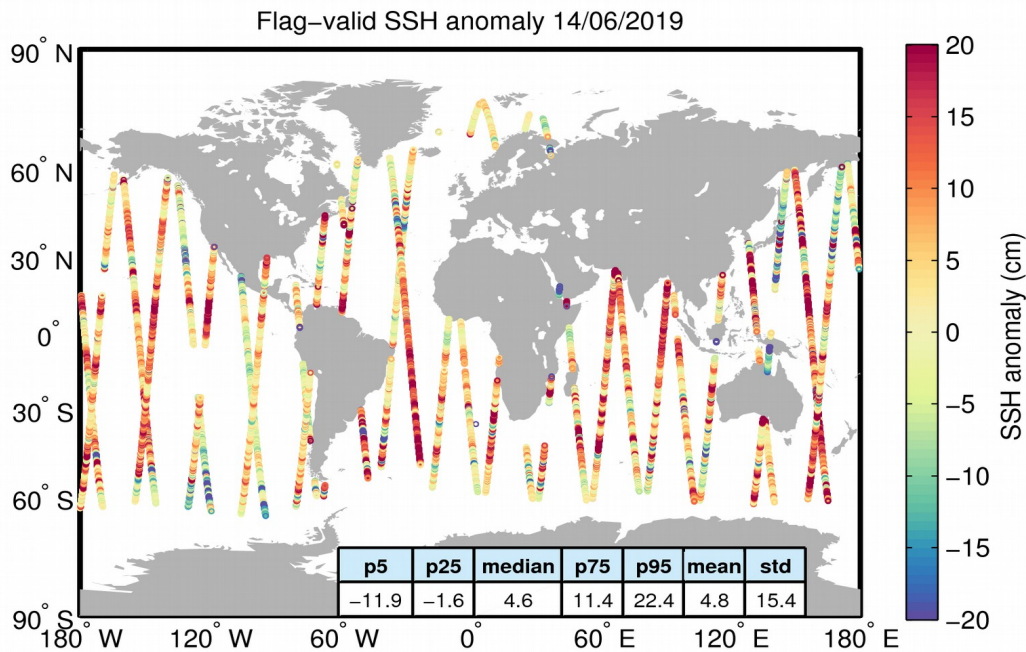 Flag−valid SSH anomaly 14/06/2019
90° N
60° N
30° N
0°
30° S
60° S
90° S
180° W
120° W
60° W
0°
60° E
120° E
180° E
p5 p25 median p75 p95 mean std
−11.9 −1.6 4.6 11.4 22.4 4.8 15.4
20
15
10
5
0
−5
−10
−15
−20
SSH anomaly (cm)